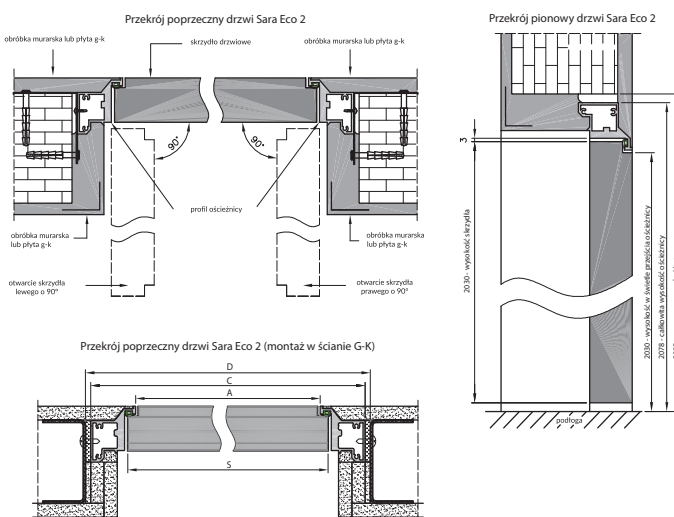 Przekrój poprzeczny drzwi Sara Eco 2
obróbka murarska lub płyta g-k
skrzydło drzwiowe
obróbka murarska lub płyta g-k
90°
90°
profil ościeżnicy
obróbka murarska
lub płyta g-k
obróbka murarska
lub płyta g-k
otwarcie skrzydła
lewego o 90°
otwarcie skrzydła
prawego o 90°
Przekrój pionowy drzwi Sara Eco 2
3
2030 - wysokość skrzydła
2030 - wysokość w świetle przejścia ościeżnicy
2078 - całkowita wysokość ościeżnicy
podłoga
Przekrój poprzeczny drzwi Sara Eco 2 (montaż w ścianie G-K)
D
C
A
S